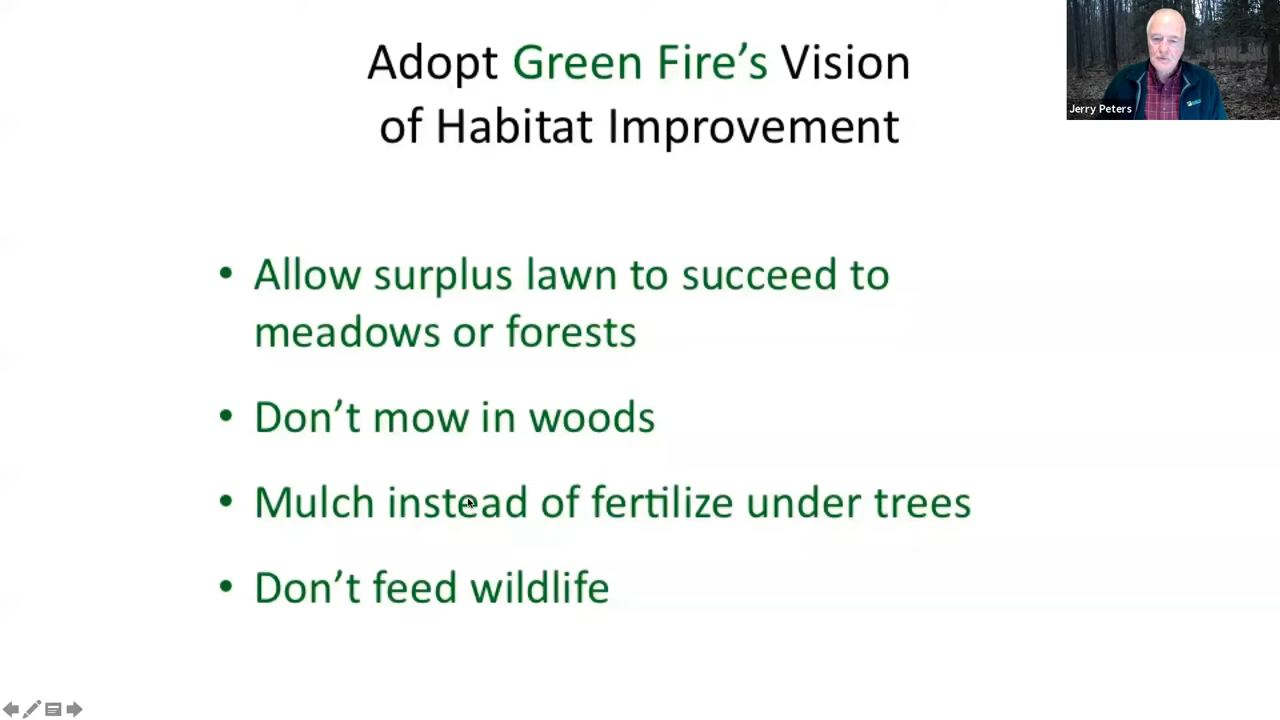 Adopt Green Fire’s Vision
of Habitat Improvement
Jerry Peters
• Allow surplus lawn to succeed to
meadows or forests
• Don’t mow in woods
• Mulch instead of fertilize under trees
• Don’t feed wildlife